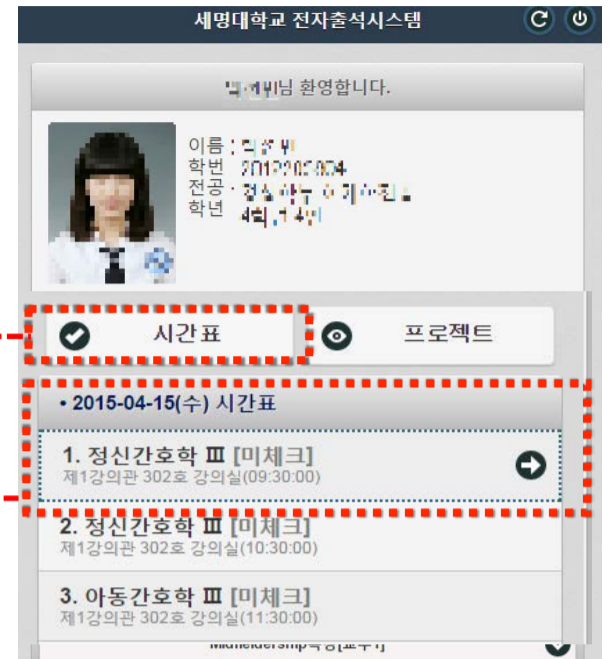 세명대학교 전자출석시스템
님 환영합니다.
이름 :
학번
전공 :
학년
시간표
프로젝트
• 2015-04-15(수) 시간표
1. 정신간호학 Ⅲ [미체크]
제1강의관 302호 강의실(09:30:00)
2. 정신간호학 Ⅲ [미체크]
제1강의관 302호 강의실(10:30:00)
3. 아동간호학 Ⅲ [미체크]
제1강의관 302호 강의실(11:30:00)